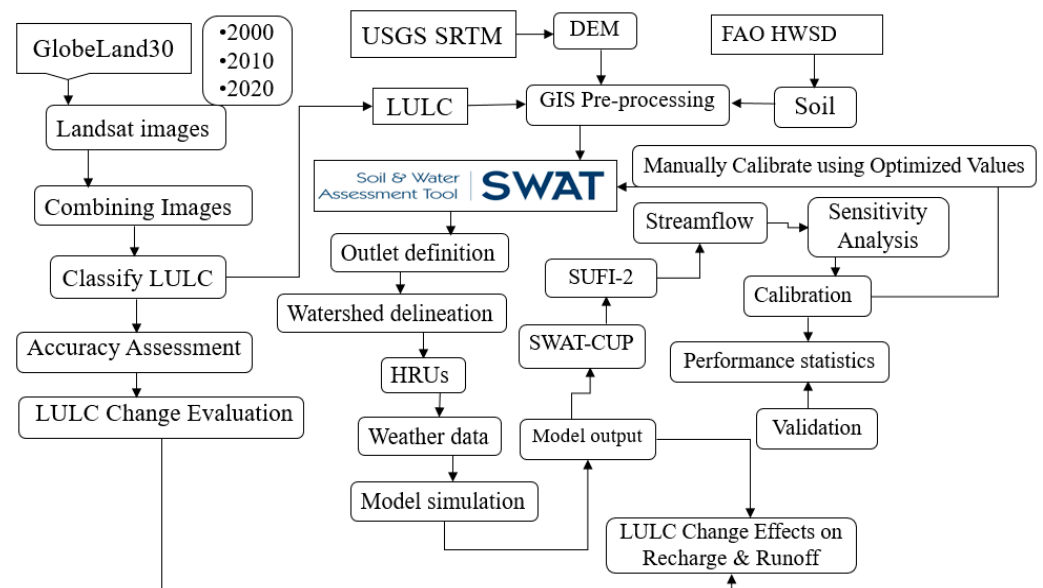 GlobeLand30
•2000
•2010
•2020
Landsat images
Combining Images
Classify LULC
Accuracy Assessment
LULC Change Evaluation
USGS SRTM
DEM
FAO HWSD
LULC
GIS Pre-processing
Soil
Soil & Water
Assessment Tool
SWAT
Manually Calibrate using Optimized Values
Outlet definition
Watershed delineation
HRUs
Weather data
Model simulation
Model output
SWAT-CUP
SUFI-2
Streamflow
Sensitivity
Analysis
Calibration
Performance statistics
Validation
LULC Change Effects on
Recharge & Runoff